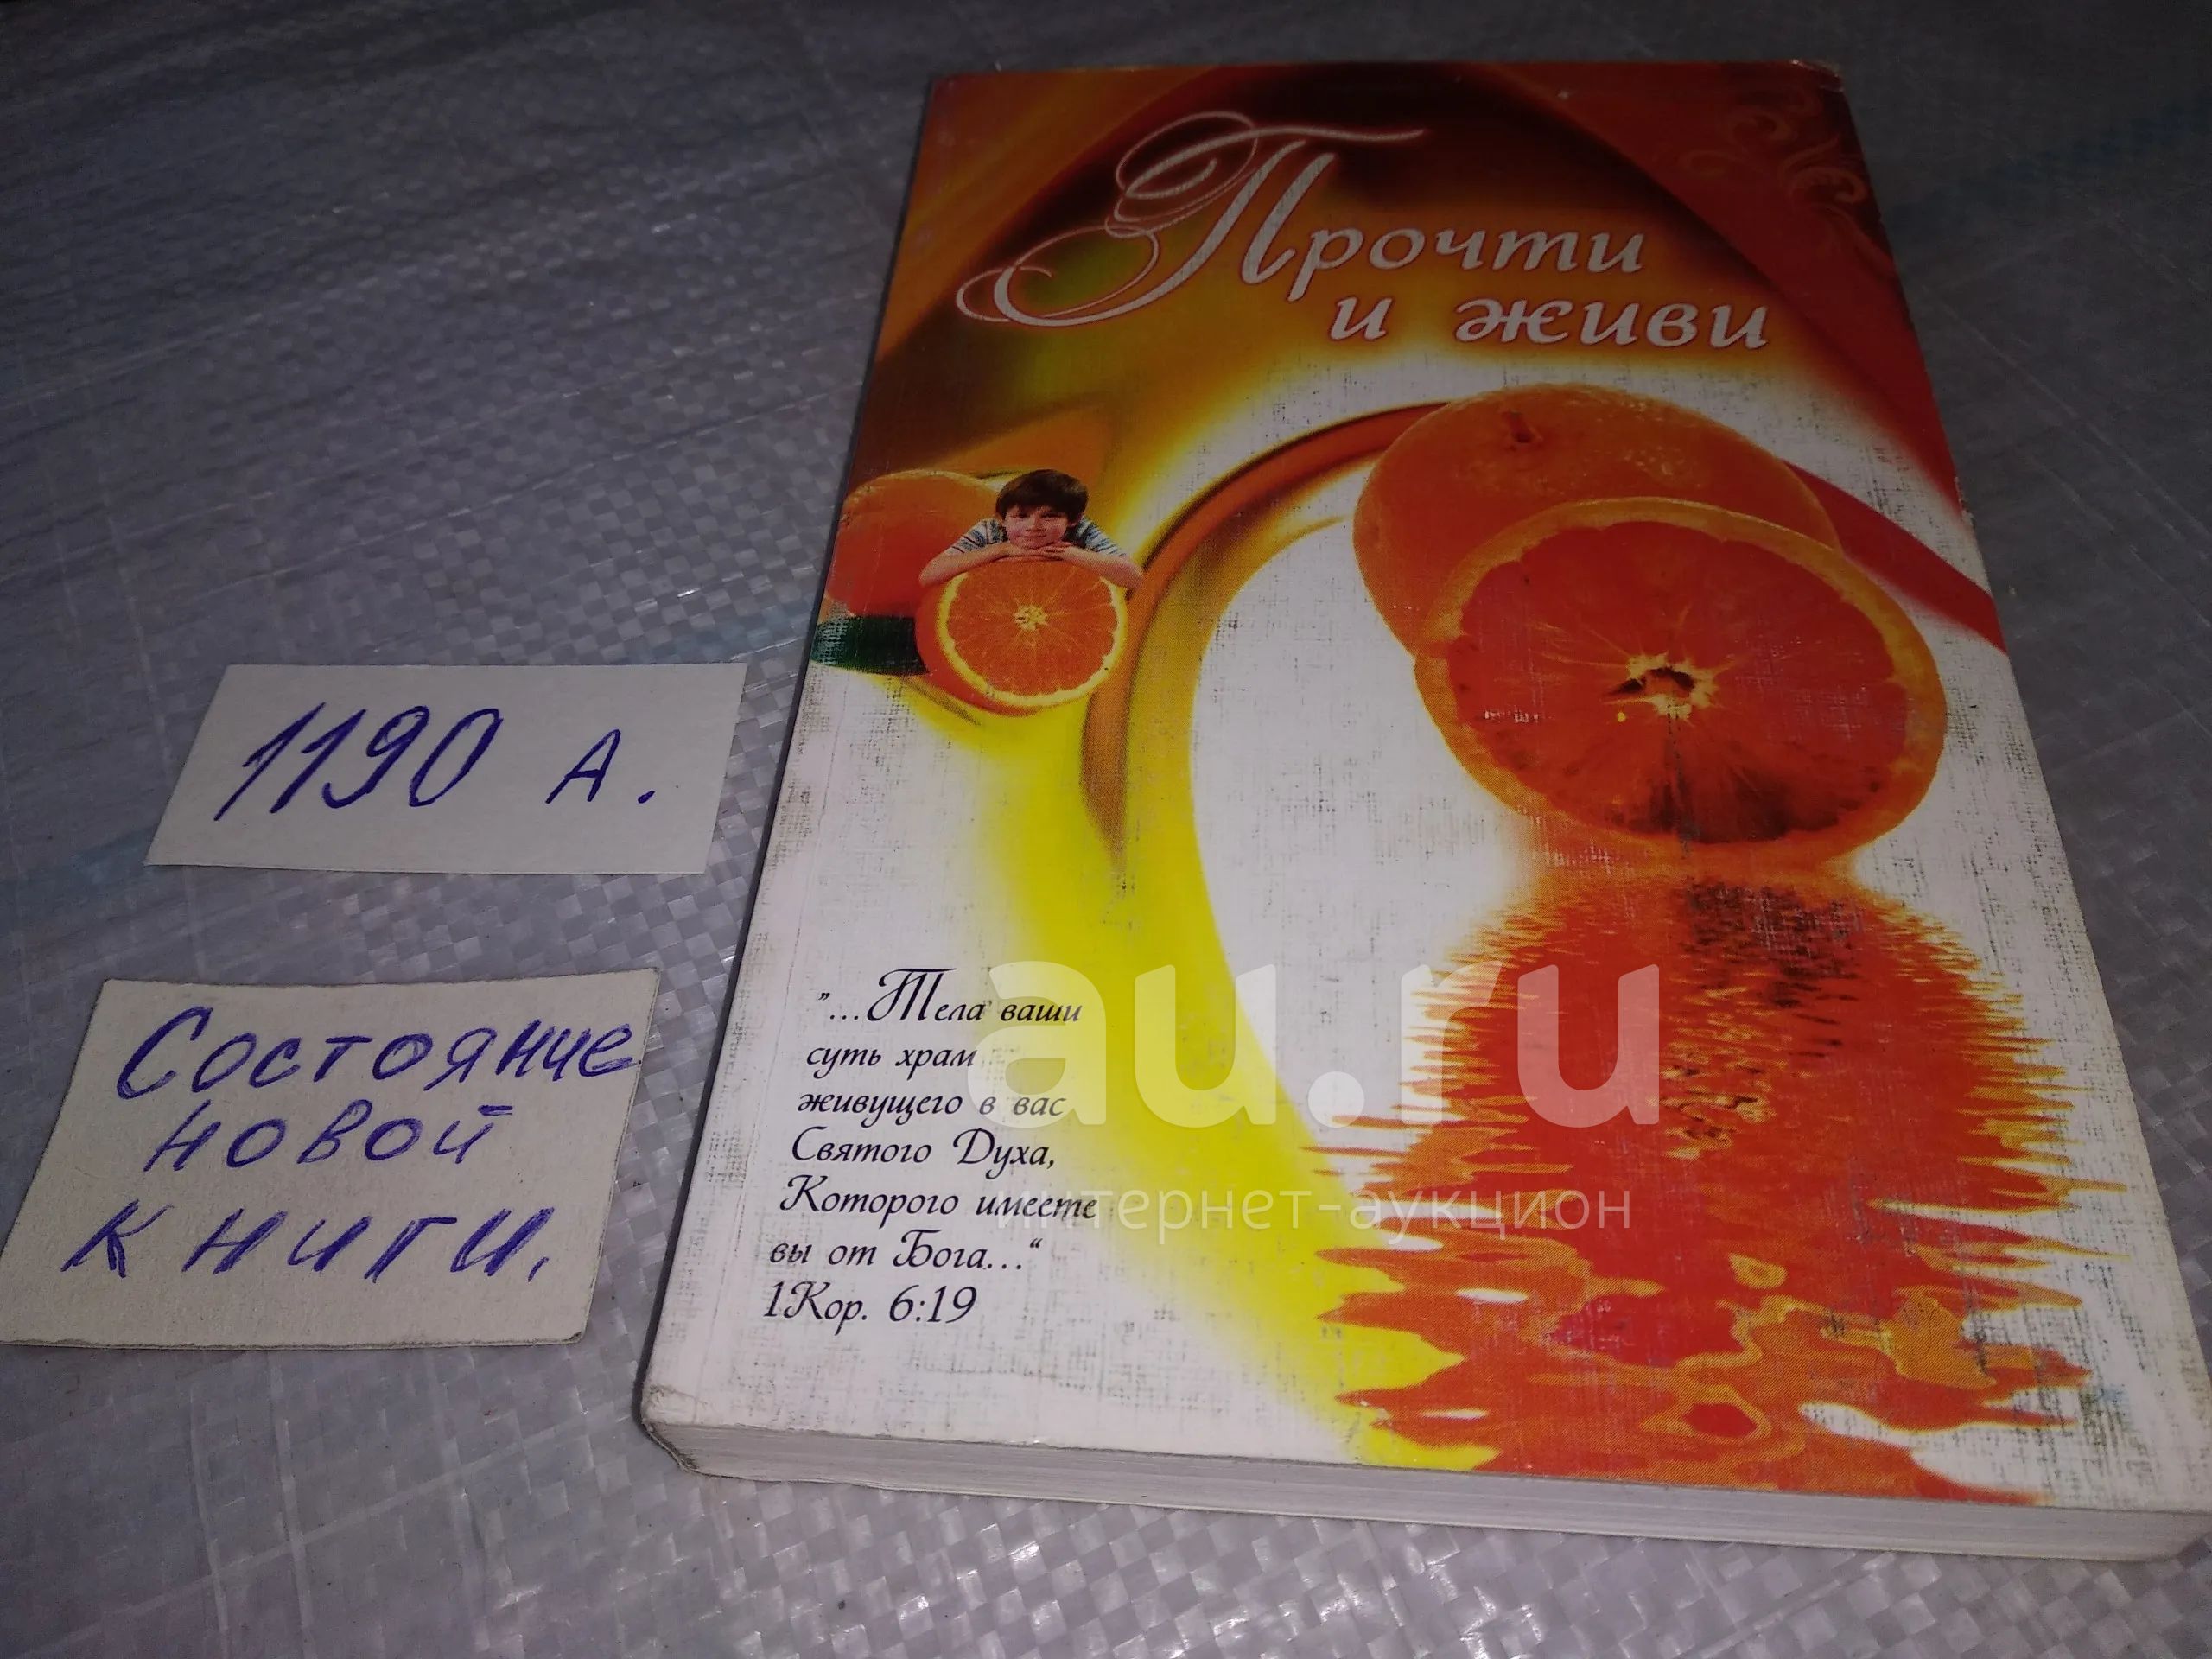 Прочти
и живи
1190 А.
Состояние
новой
книги.
"...Тела ваши
суть храм
живущего в вас
Святого Духа,
Которого имеете
вы от Бога..."
1Кор. 6:19
au.ru
интернет-аукцион